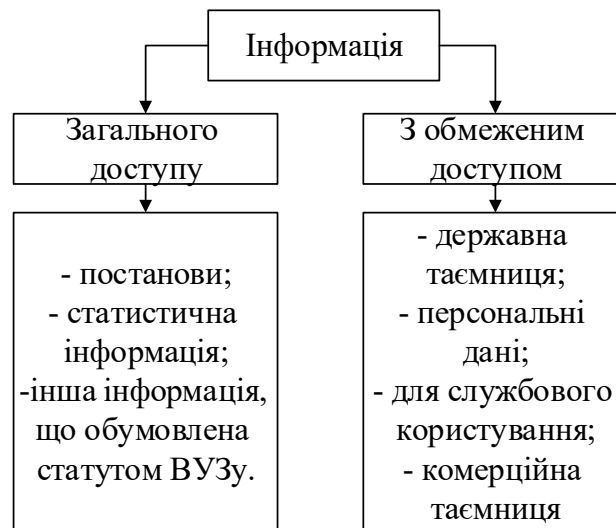 Інформація
Загального
доступу
З обмеженим
доступом
- постанови;
- статистична
інформація;
-інша інформація,
що обумовлена
статутом ВУЗу.
- державна
таємниця;
- персональні
дані;
- для службового
користування;
- комерційна
таємниця